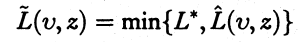 L̃(υ, z) = min{L*, L̂(υ, z)}